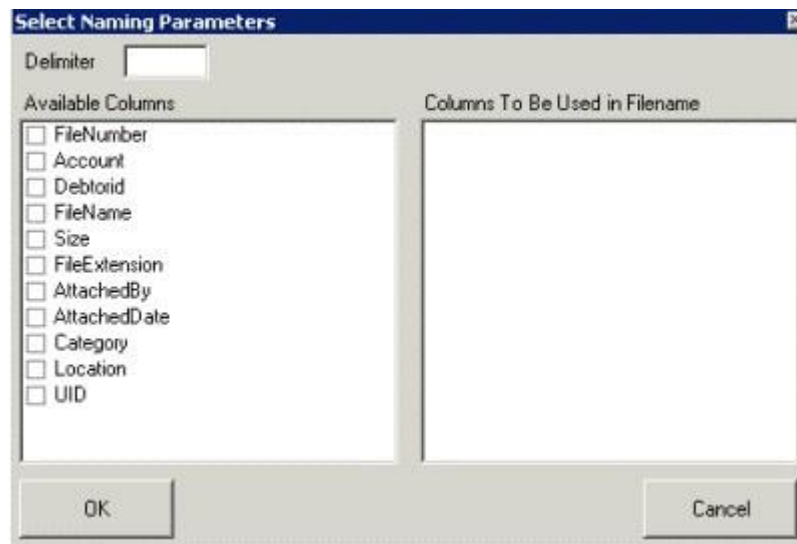 Select Naming Parameters
Delimiter
Available Columns
Columns To Be Used in Filename
FileNumber
Account
Debtorid
FileName
Size
FileExtension
AttachedBy
AttachedDate
Category
Location
UID
OK
Cancel